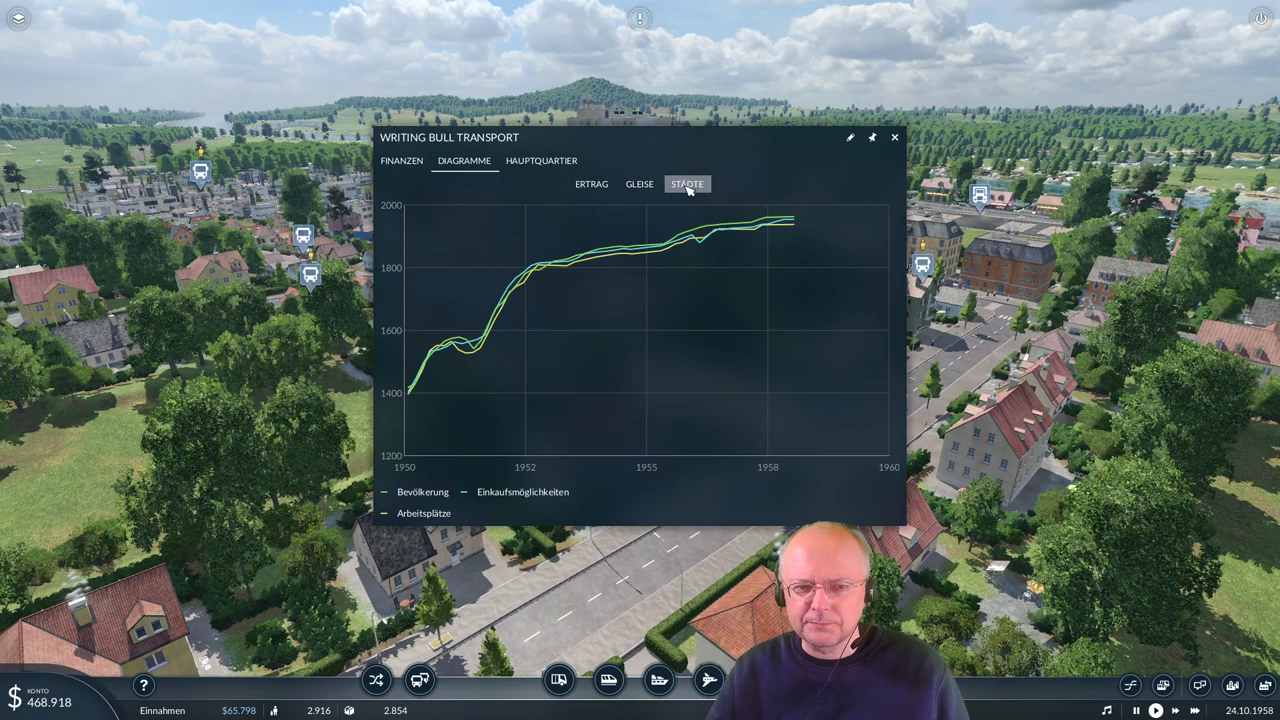 WRITING BULL TRANSPORT
FINANZEN DIAGRAMME HAUPTQUARTIER
ERTRAG GLEISE STÄDTE
2000
1800
1600
1400
1200
1950 1952 1955 1958 1960
Bevölkerung Einkaufsmöglichkeiten
Arbeitsplätze
?
$ KONTO
468.918
Einnahmen $65.798 2.916 2.854 24.10.1958